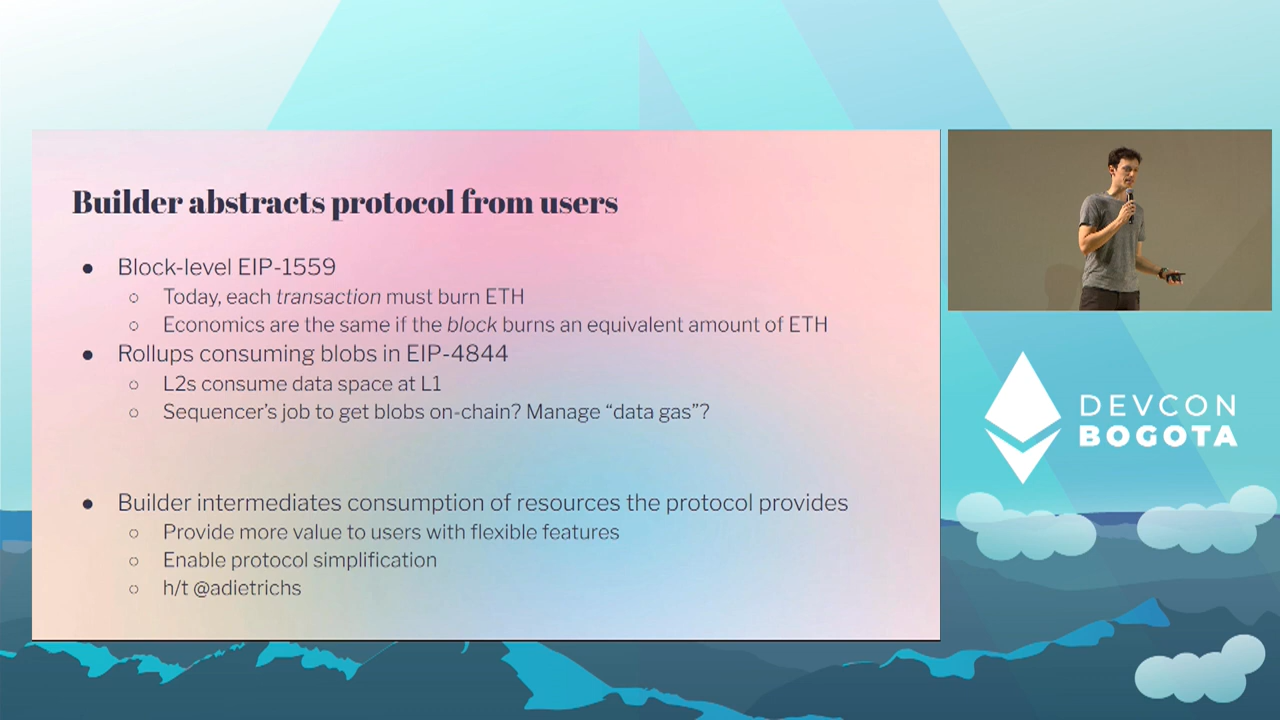 Builder abstracts protocol from users
● Block-level EIP-1559
○ Today, each transaction must burn ETH
○ Economics are the same if the block burns an equivalent amount of ETH
● Rollups consuming blobs in EIP-4844
○ L2s consume data space at L1
○ Sequencer's job to get blobs on-chain? Manage “data gas”?
● Builder intermediates consumption of resources the protocol provides
○ Provide more value to users with flexible features
○ Enable protocol simplification
○ h/t @adietrichs
DEVCON
BOGOTA